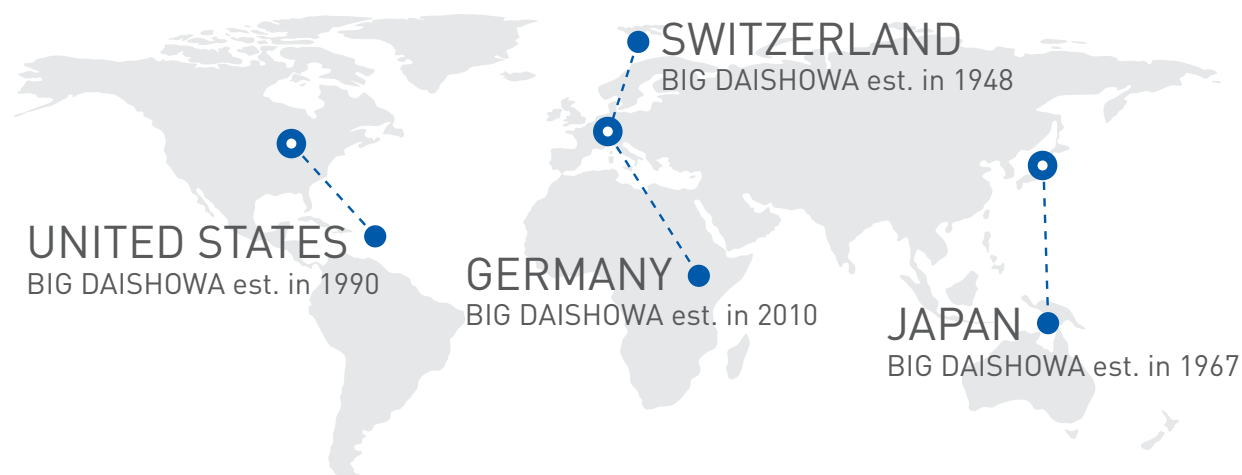 SWITZERLAND
BIG DAISHOWA est. in 1948
UNITED STATES
BIG DAISHOWA est. in 1990
GERMANY
BIG DAISHOWA est. in 2010
JAPAN
BIG DAISHOWA est. in 1967